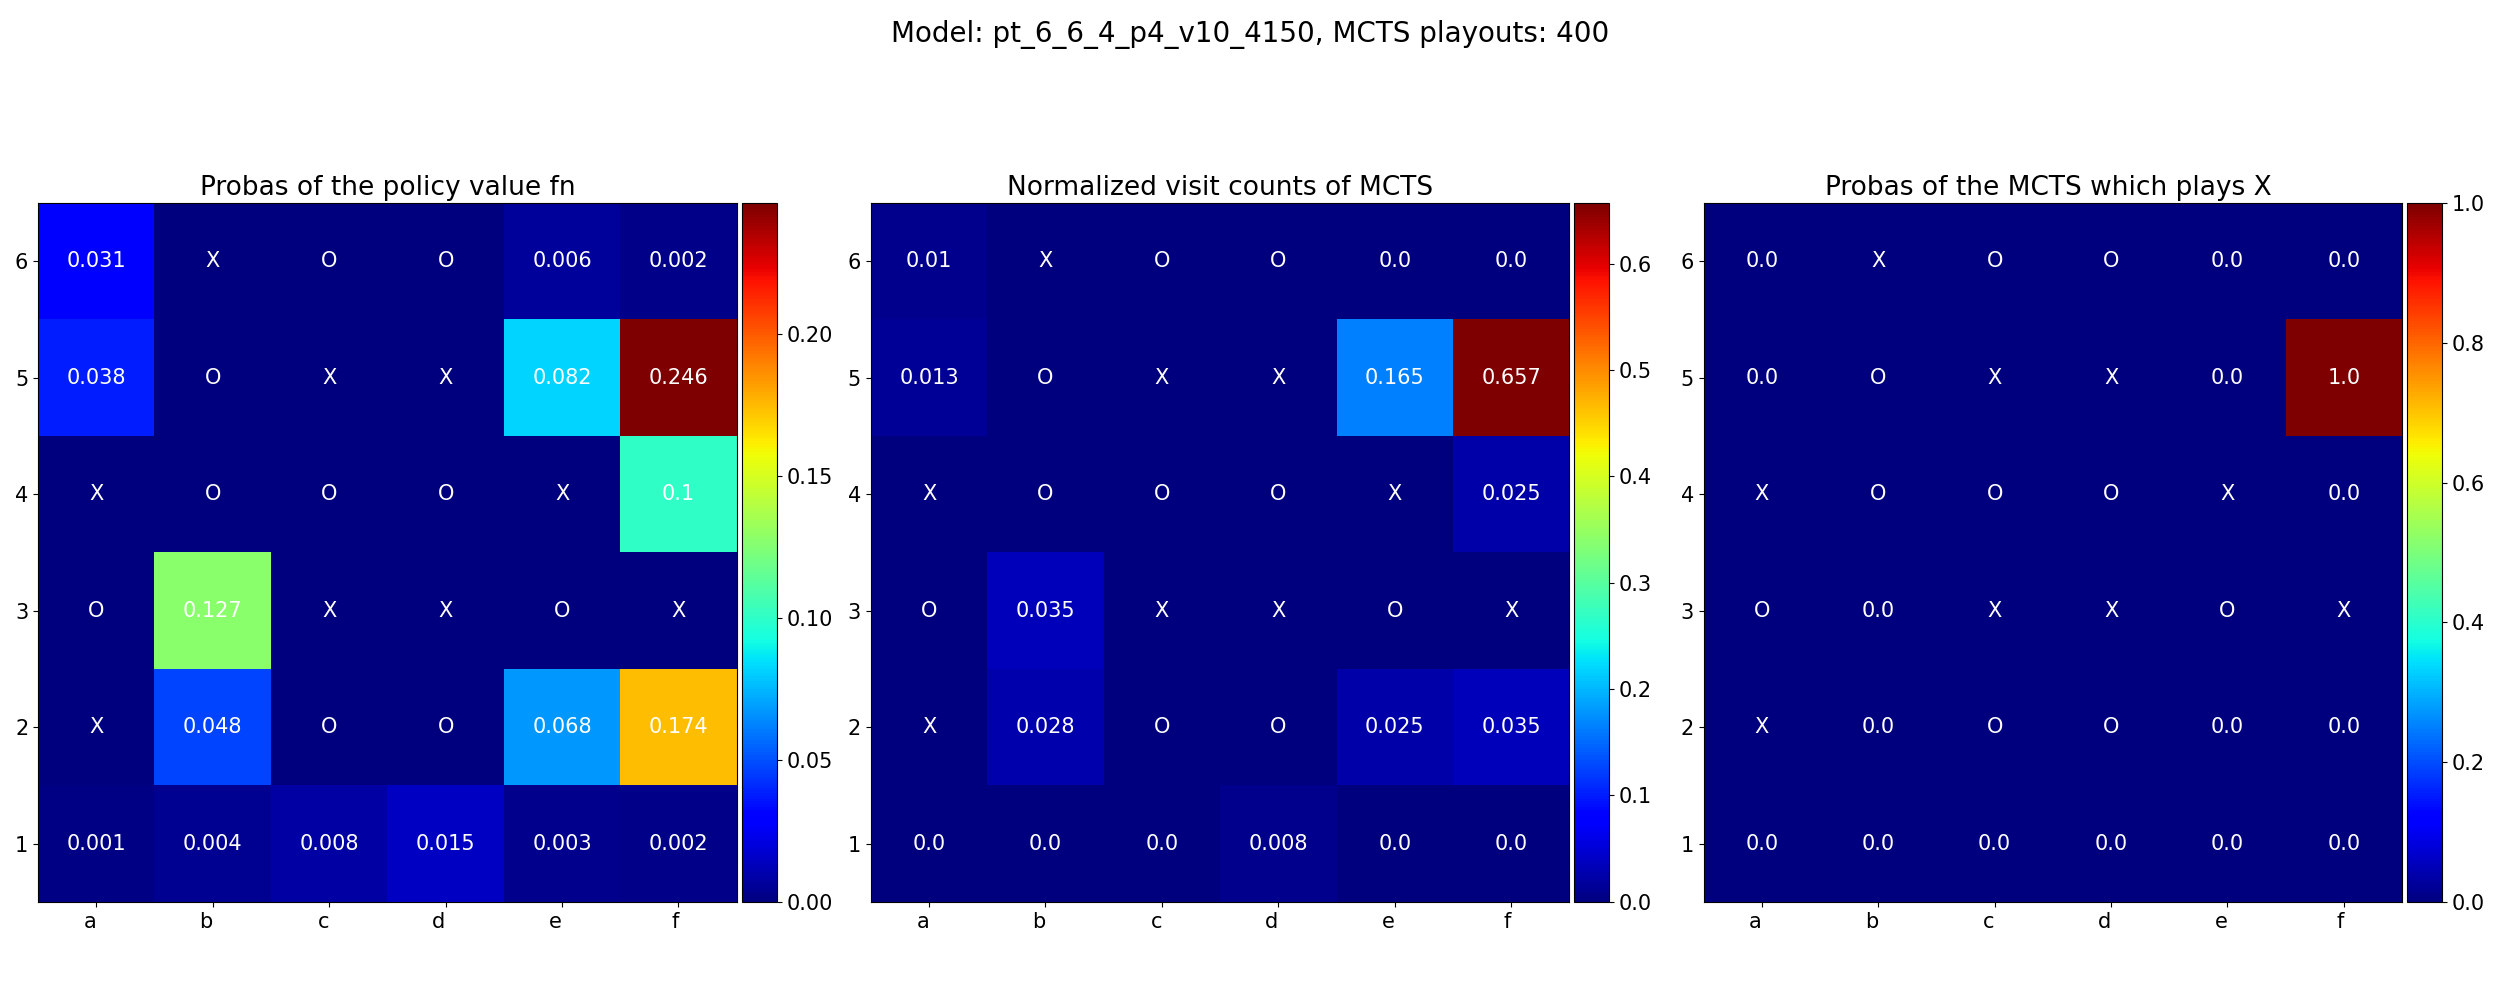 Model: pt_6_6_4_p4_v10_4150, MCTS playouts: 400
Probas of the policy value fn
6 0.031 X O O 0.006 0.002
5 0.038 O X X 0.082 0.246
4 X O O O X 0.1
3 O 0.127 X X O X
2 X 0.048 O O 0.068 0.174
1 0.001 0.004 0.008 0.015 0.003 0.002
a b c d e f
0.20
0.15
0.10
0.05
0.00
Normalized visit counts of MCTS
6 0.01 X O O 0.0 0.0
5 0.013 O X X 0.165 0.657
4 X O O O X 0.025
3 O 0.035 X X O X
2 X 0.028 O O 0.025 0.035
1 0.0 0.0 0.0 0.008 0.0 0.0
a b c d e f
0.6
0.5
0.4
0.3
0.2
0.1
0.0
Probas of the MCTS which plays X
6 0.0 X O O 0.0 0.0
5 0.0 O X X 0.0 1.0
4 X O O O X 0.0
3 O 0.0 X X O X
2 X 0.0 O O 0.0 0.0
1 0.0 0.0 0.0 0.0 0.0 0.0
a b c d e f
1.0
0.8
0.6
0.4
0.2
0.0